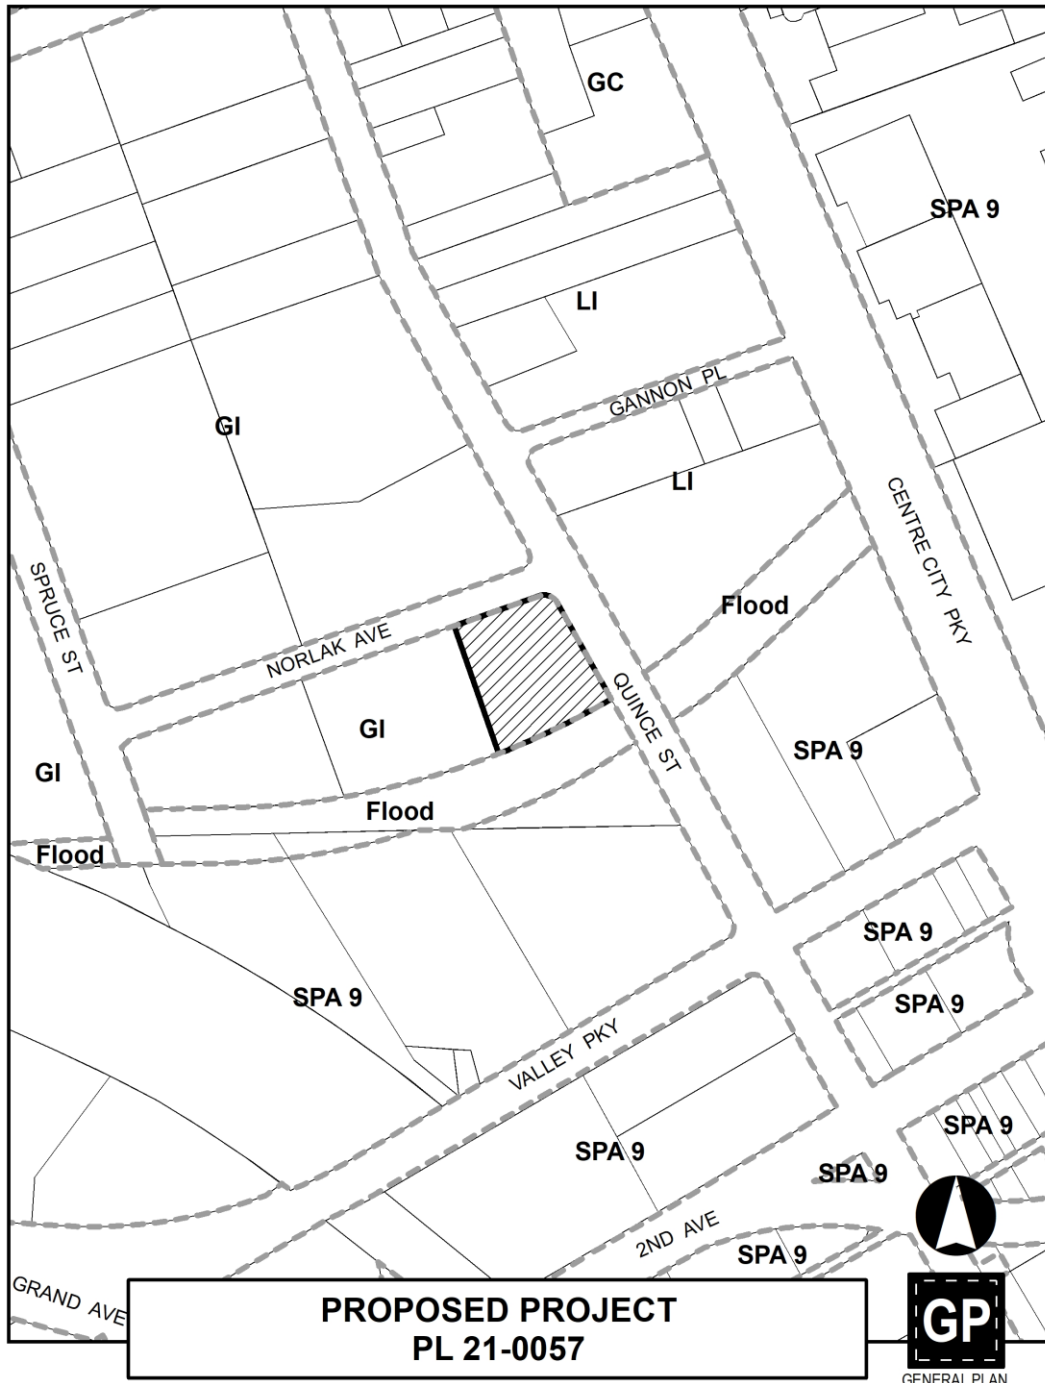 GC
SPA 9
LI
GANNON PL
GI
LI
CENTRE CITY PKY
SPRUCE ST
Flood
NORLAK AVE
QUINCE ST
GI
SPA 9
GI
Flood
Flood
SPA 9
SPA 9
SPA 9
VALLEY PKY
SPA 9
SPA 9
SPA 9
2ND AVE
SPA 9
GRAND AVE
PROPOSED PROJECT
PL 21-0057
GP
GENERAL PLAN